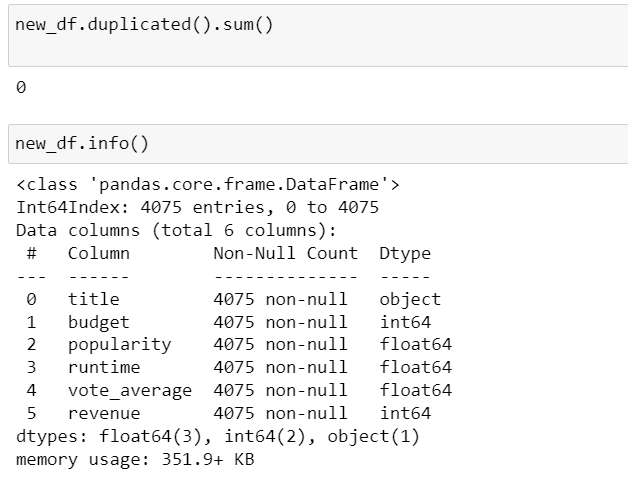 new_df.duplicated().sum()
0
new_df.info()
<class 'pandas.core.frame.DataFrame'>
Int64Index: 4075 entries, 0 to 4075
Data columns (total 6 columns):
 #   Column        Non-Null Count  Dtype
---  ------        --------------  -----
 0   title         4075 non-null   object
 1   budget        4075 non-null   int64
 2   popularity    4075 non-null   float64
 3   runtime       4075 non-null   float64
 4   vote_average  4075 non-null   float64
 5   revenue       4075 non-null   int64
dtypes: float64(3), int64(2), object(1)
memory usage: 351.9+ KB